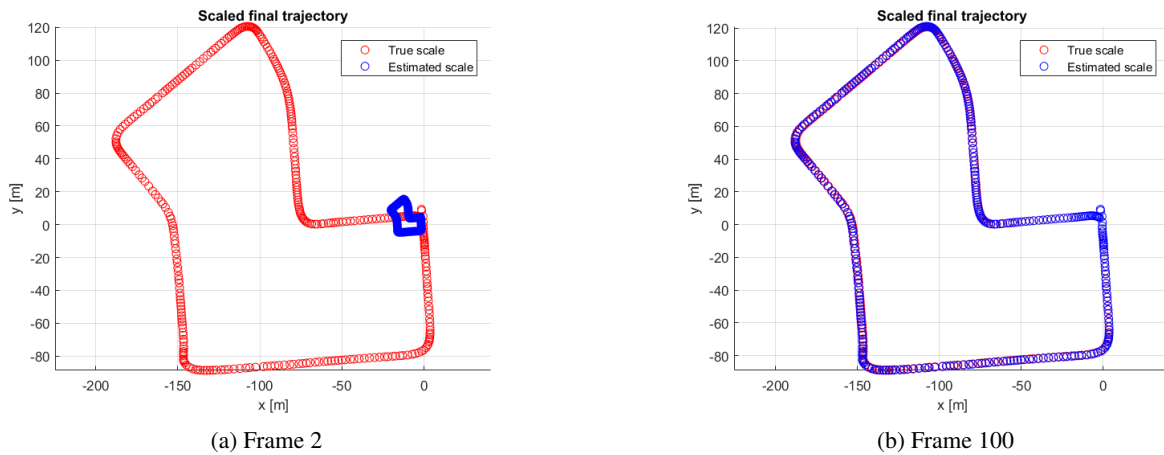 Scaled final trajectory
True scale
Estimated scale
120
100
80
60
40
20
0
-20
-40
-60
-80
y [m]
-200
-150
-100
-50
0
x [m]
(a) Frame 2
Scaled final trajectory
True scale
Estimated scale
120
100
80
60
40
20
0
-20
-40
-60
-80
y [m]
-200
-150
-100
-50
0
x [m]
(b) Frame 100